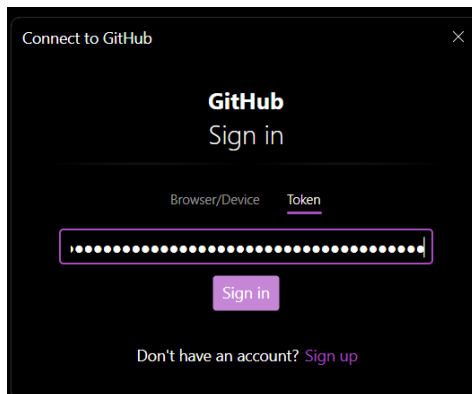 Connect to GitHub
GitHub
Sign in
Browser/Device Token
Sign in
Don't have an account? Sign up